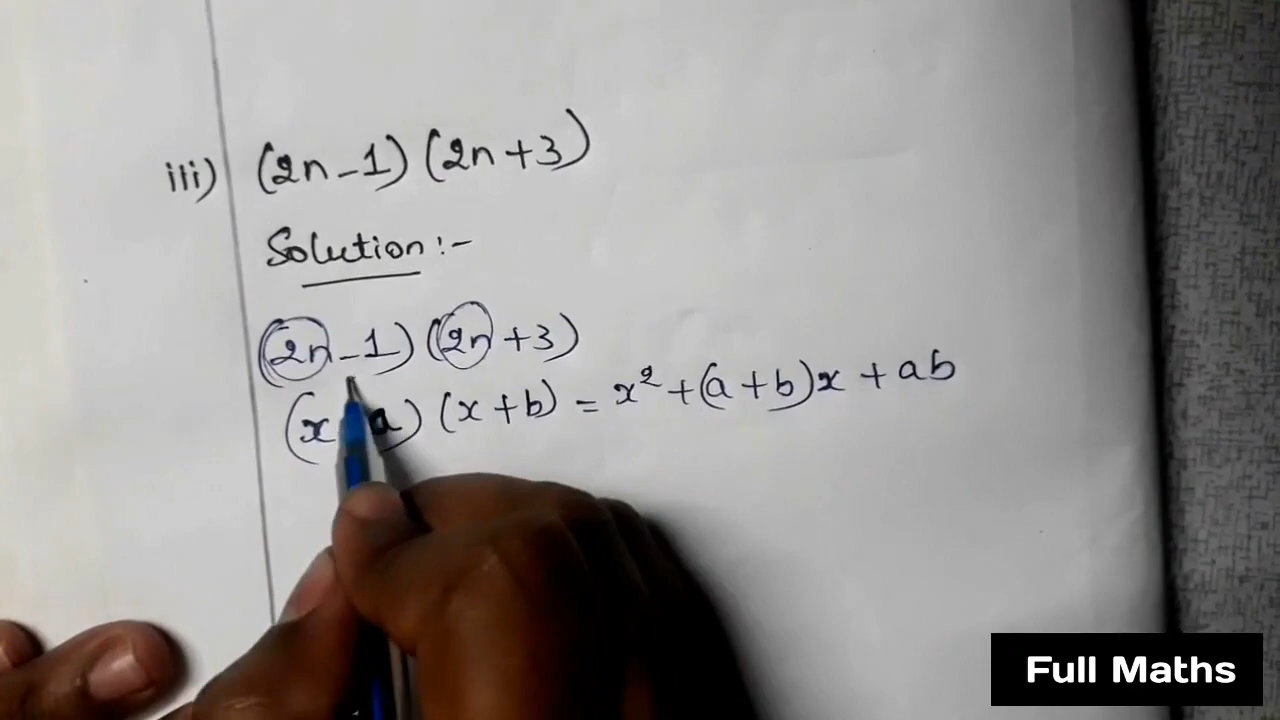 iii) (2n-1) (2n+3)
Solution :-
(2n-1) (2n+3)
(x a) (x+b) = x² +(a+b)x + ab
Full Maths